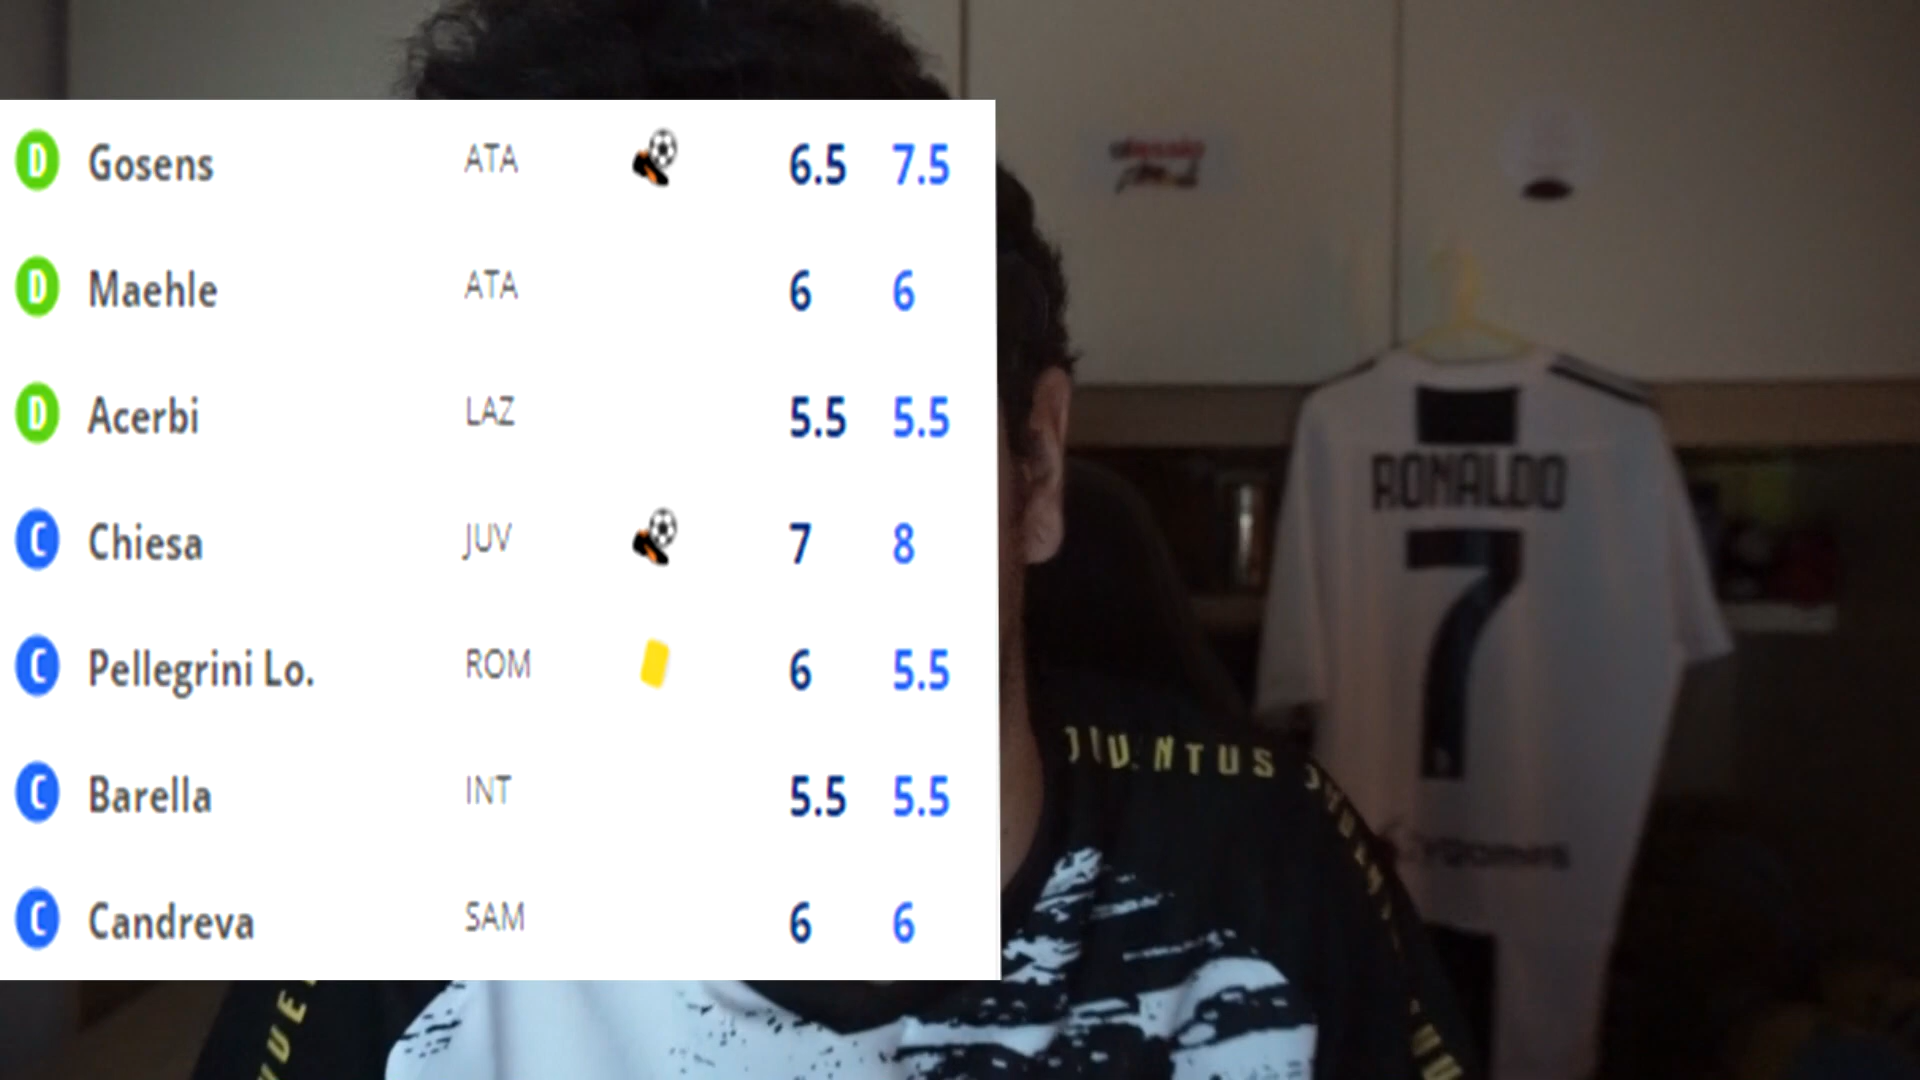 D Gosens ATA 6.5 7.5
D Maehle ATA 6 6
D Acerbi LAZ 5.5 5.5
C Chiesa JUV 7 8
C Pellegrini Lo. ROM 6 5.5
C Barella INT 5.5 5.5
C Candreva SAM 6 6
RONALDO
7
JUVENTUS